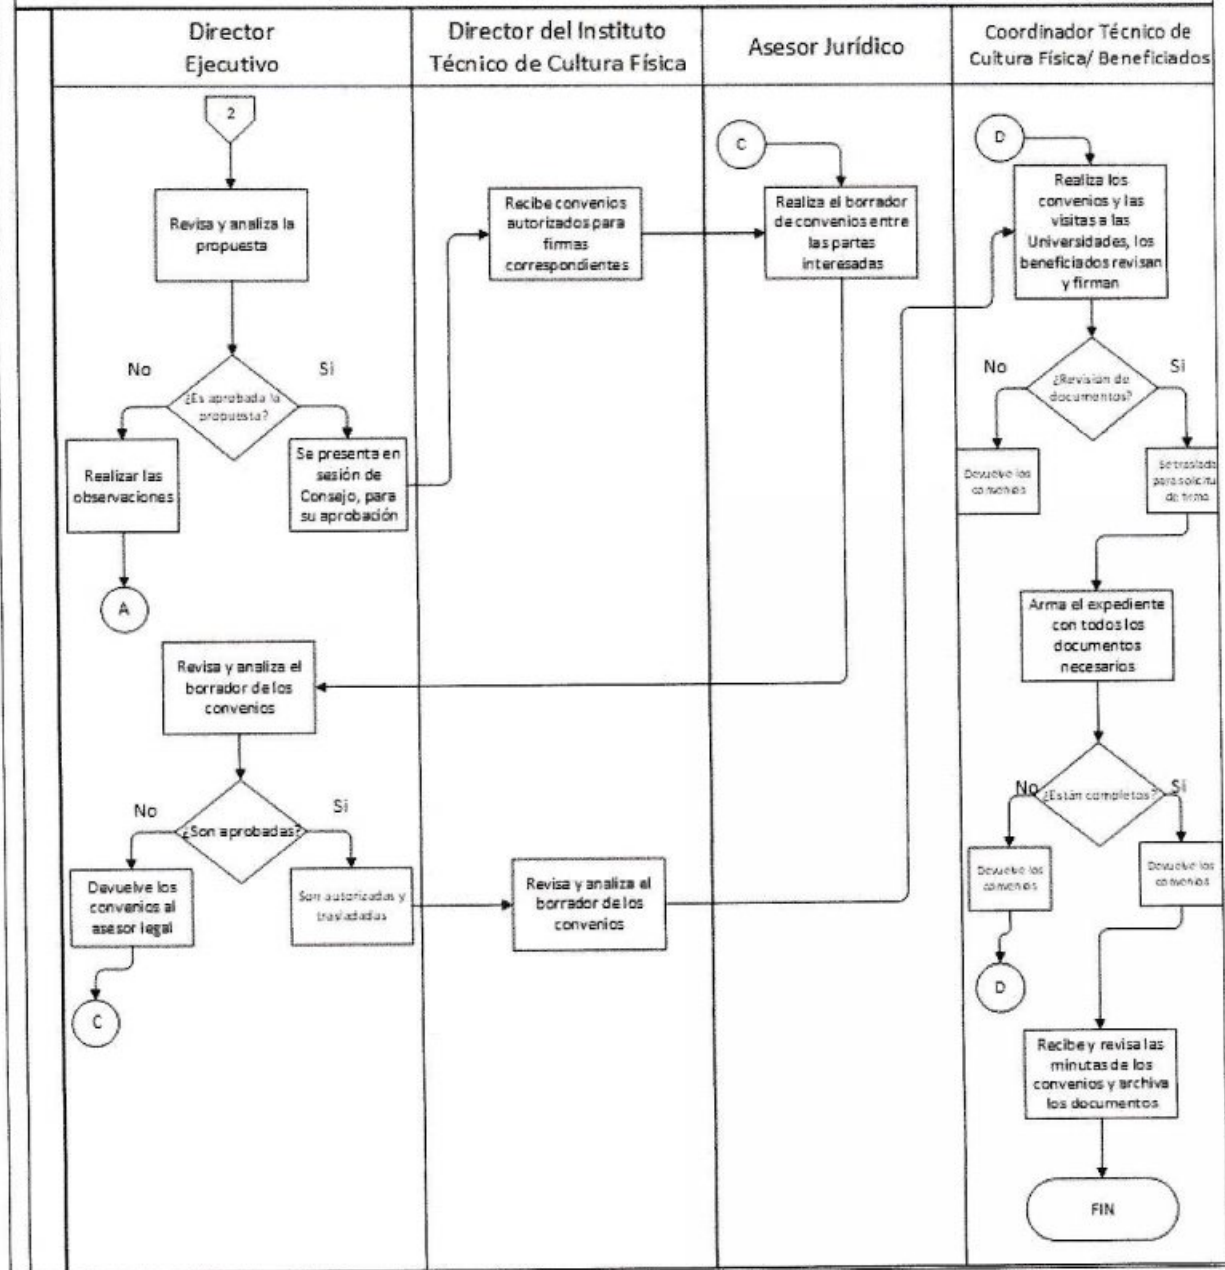 Director
Ejecutivo
Director del Instituto
Técnico de Cultura Física
Asesor Jurídico
Coordinador Técnico de
Cultura Física/ Beneficiados
2
Revisa y analiza la
propuesta
¿Es aprobada la
propuesta?
No
Si
Realizar las
observaciones
Se presenta en
sesión de
Consejo, para
su aprobación
A
Recibe convenios
autorizados para
firmas
correspondientes
C
Realiza el borrador
de convenios entre
las partes
interesadas
Revisa y analiza el
borrador de los
convenios
¿Son aprobadas?
No
Si
Devuelve los
convenios al
asesor legal
Son autorizadas y
trasladadas
C
Revisa y analiza el
borrador de los
convenios
D
Realiza los
convenios y las
visitas a las
Universidades, los
beneficiados revisan
y firman
¿Revisión de
documentos?
No
Si
Devuelve los
convenios
Se traslada
para solicitu
de firma
Arma el expediente
con todos los
documentos
necesarios
¿Están completas?
No
Si
Devuelve los
convenios
Devuelve los
convenios
D
Recibe y revisa las
minutas de los
convenios y archiva
los documentos
FIN